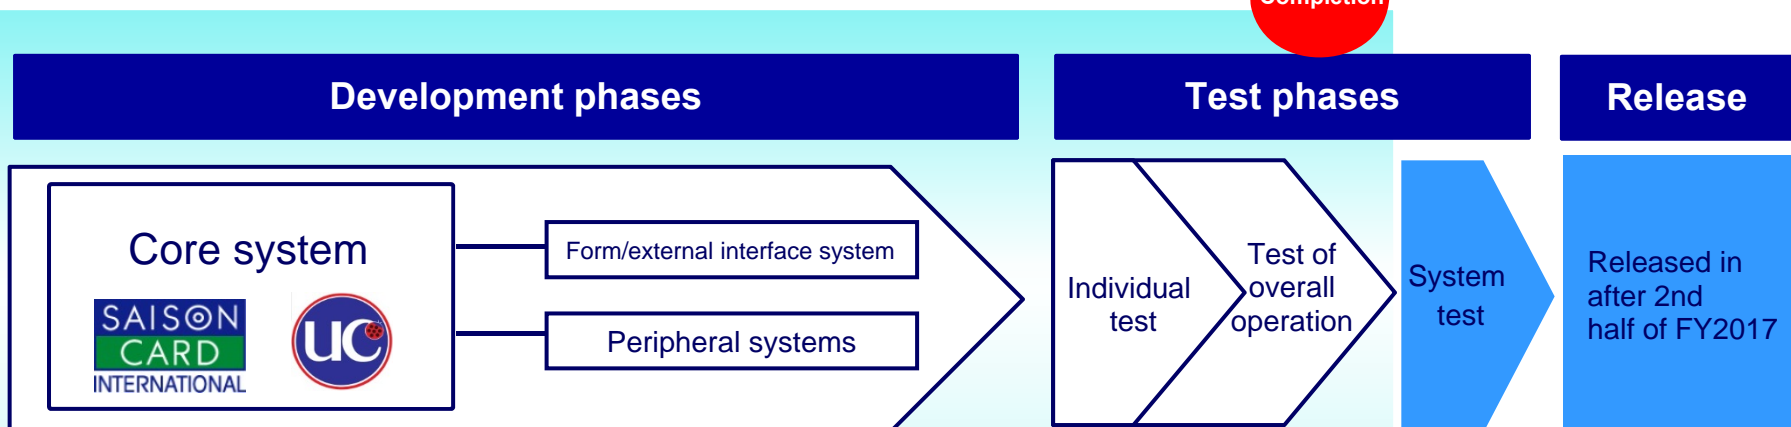 Completion
Development phases
Test phases
Release
Core system
SAISON
CARD
INTERNATIONAL
UC
Form/external interface system
Peripheral systems
Individual
test
Test of
overall
operation
System
test
Released in
after 2nd
half of FY2017